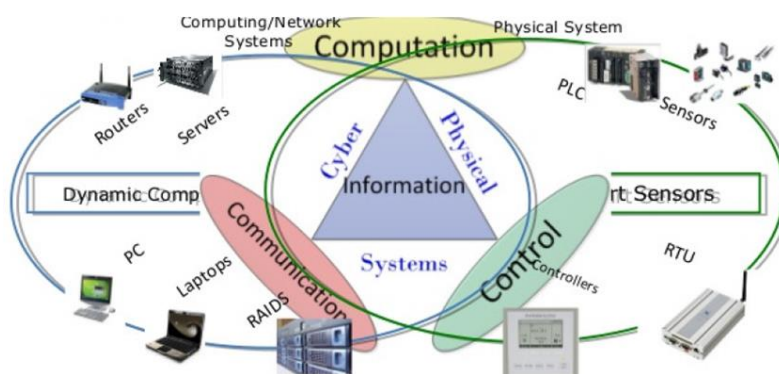 Computing/Network
Systems
Computation
Physical System
PLC
Sensors
Routers
Servers
Cyber
Physical
Information
Dynamic Comp
rt Sensors
Communication
Systems
Control
Controllers
PC
Laptops
RAIDS
RTU